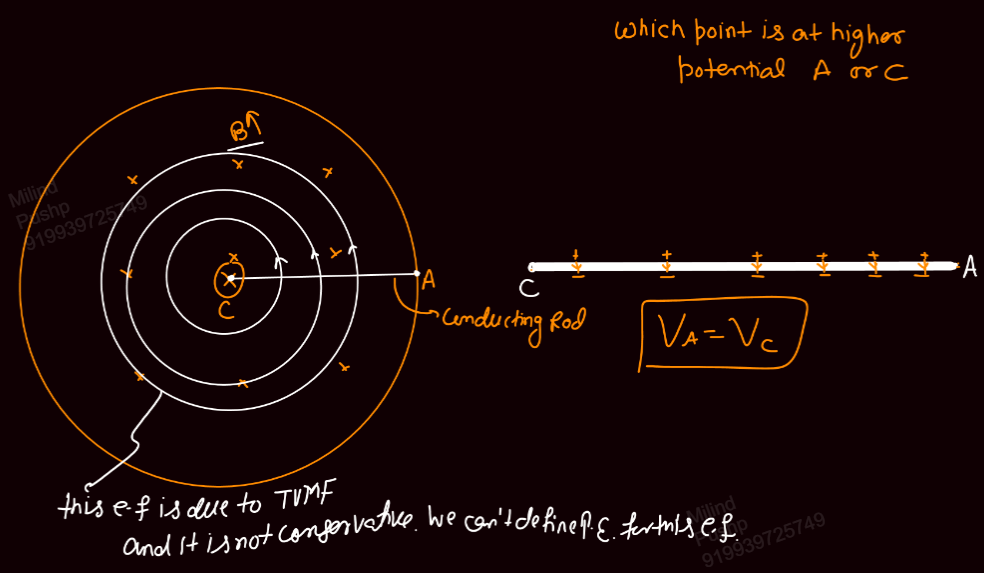 Which point is at higher
potential A or C
B↑
A
C
Conducting Rod
C
A
V_A = V_C
this e.f is due to TVMF
and it is not conservative. We can't define P.E. for this e.f.
Milind
Pushp
919939725749
Milind
Pushp
919939725749